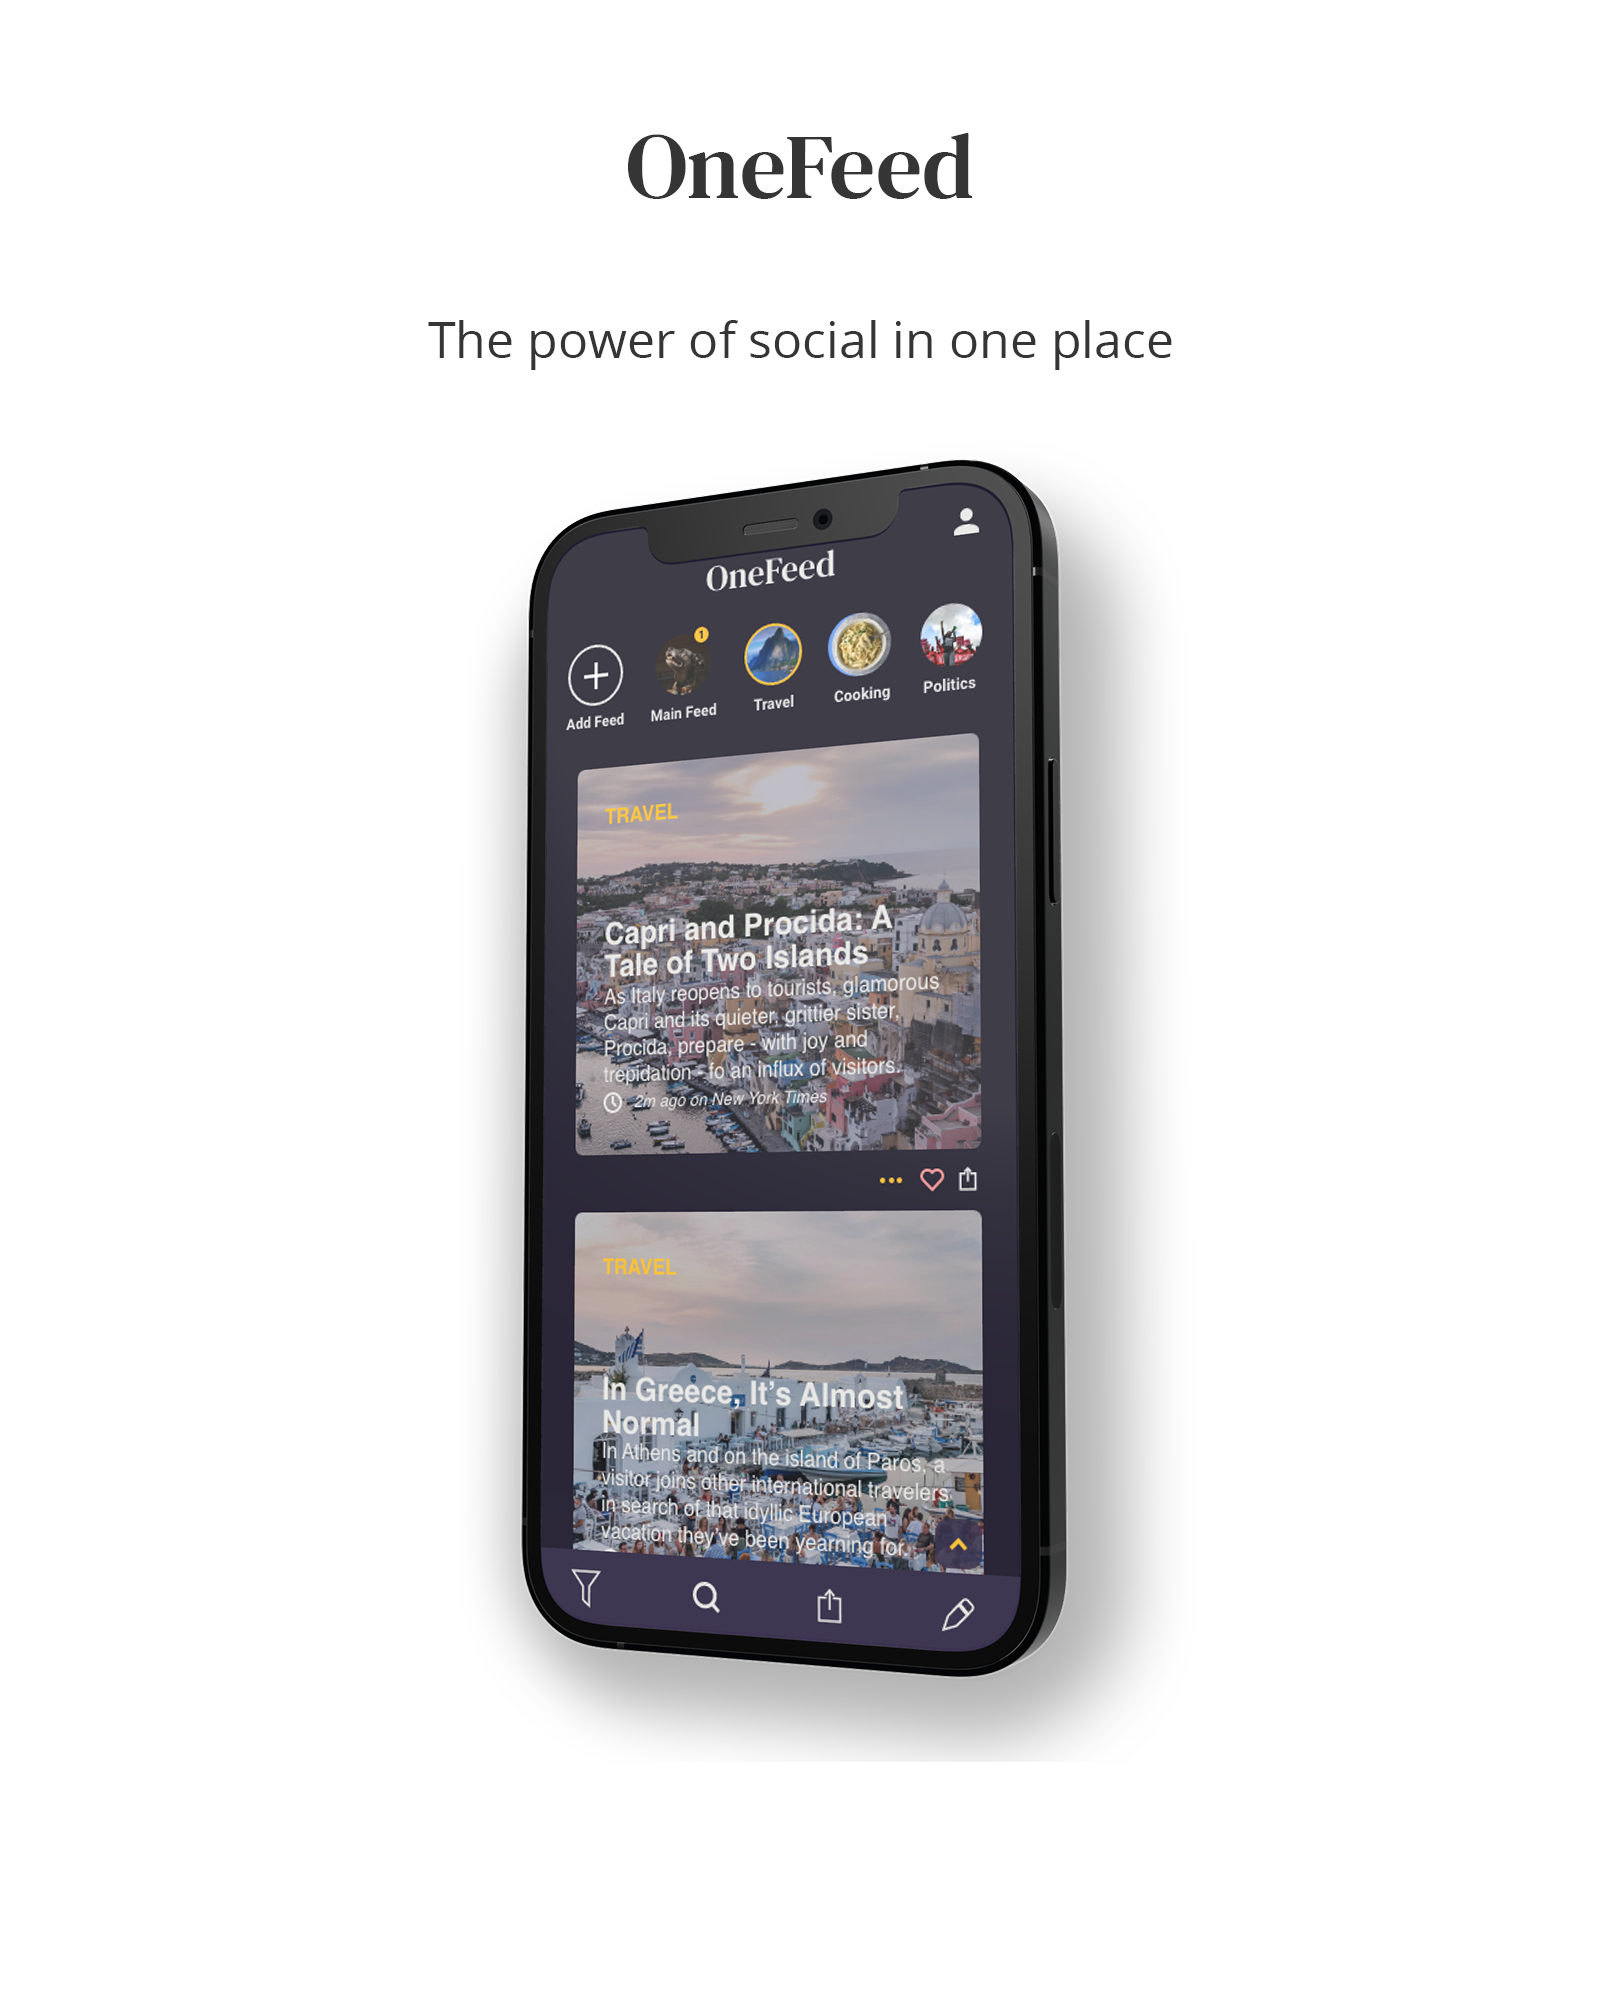 OneFeed
The power of social in one place
OneFeed
1
Add Feed
Main Feed
Travel
Cooking
Politics
TRAVEL
Capri and Procida: A
Tale of Two Islands
As Italy reopens to tourists, glamorous
Capri and its quieter, grittier sister,
Procida, prepare - with joy and
trepidation - fo an influx of visitors.
2m ago on New York Times
TRAVEL
In Greece, It's Almost
Normal
In Athens and on the island of Paros, a
visitor joins other international travelers
in search of that idyllic European
vacation they've been yearning for.